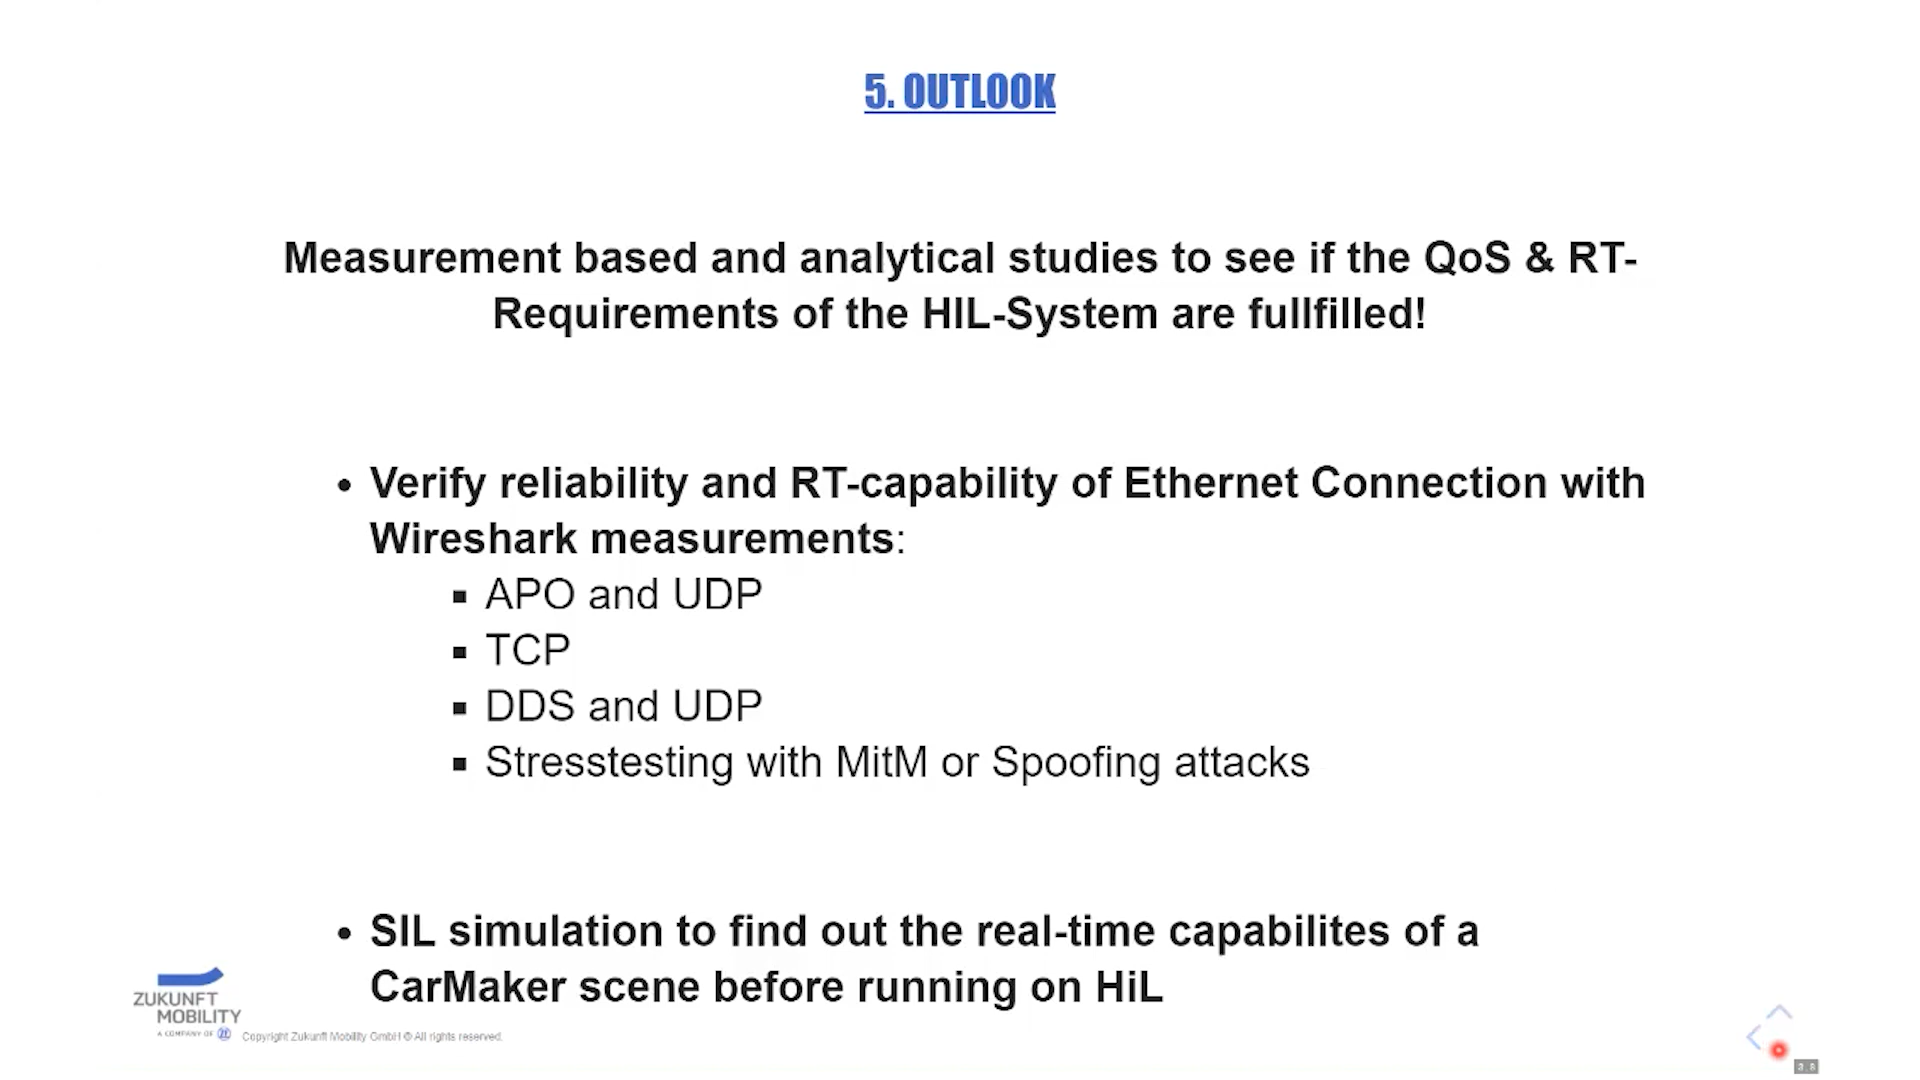 5. OUTLOOK
Measurement based and analytical studies to see if the QoS & RT-
Requirements of the HIL-System are fullfilled!
• Verify reliability and RT-capability of Ethernet Connection with
Wireshark measurements:
▪ APO and UDP
▪ TCP
▪ DDS and UDP
▪ Stresstesting with MitM or Spoofing attacks
• SIL simulation to find out the real-time capabilites of a
CarMaker scene before running on HiL
ZUKUNFT
MOBILITY
A COMPANY OF ZF
Copyright Zukunft Mobility GmbH © All rights reserved.